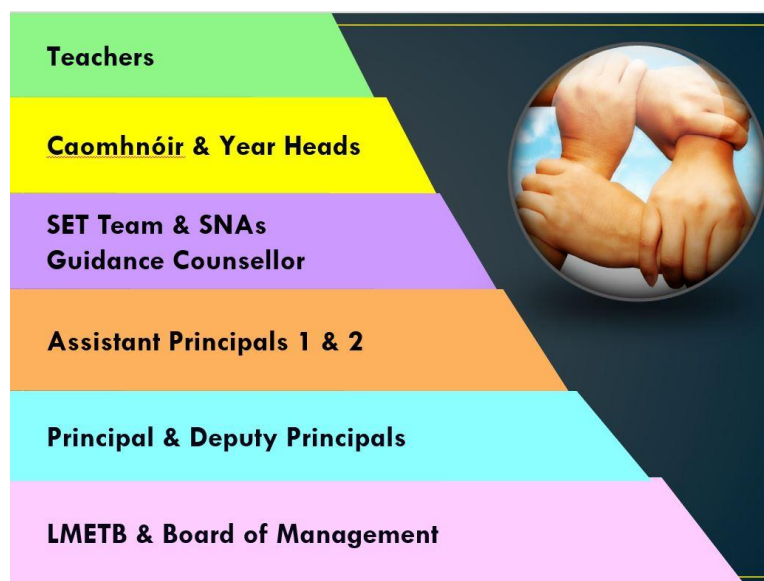 Teachers
Caomhnóir & Year Heads
SET Team & SNAs
Guidance Counsellor
Assistant Principals 1 & 2
Principal & Deputy Principals
LMETB & Board of Management